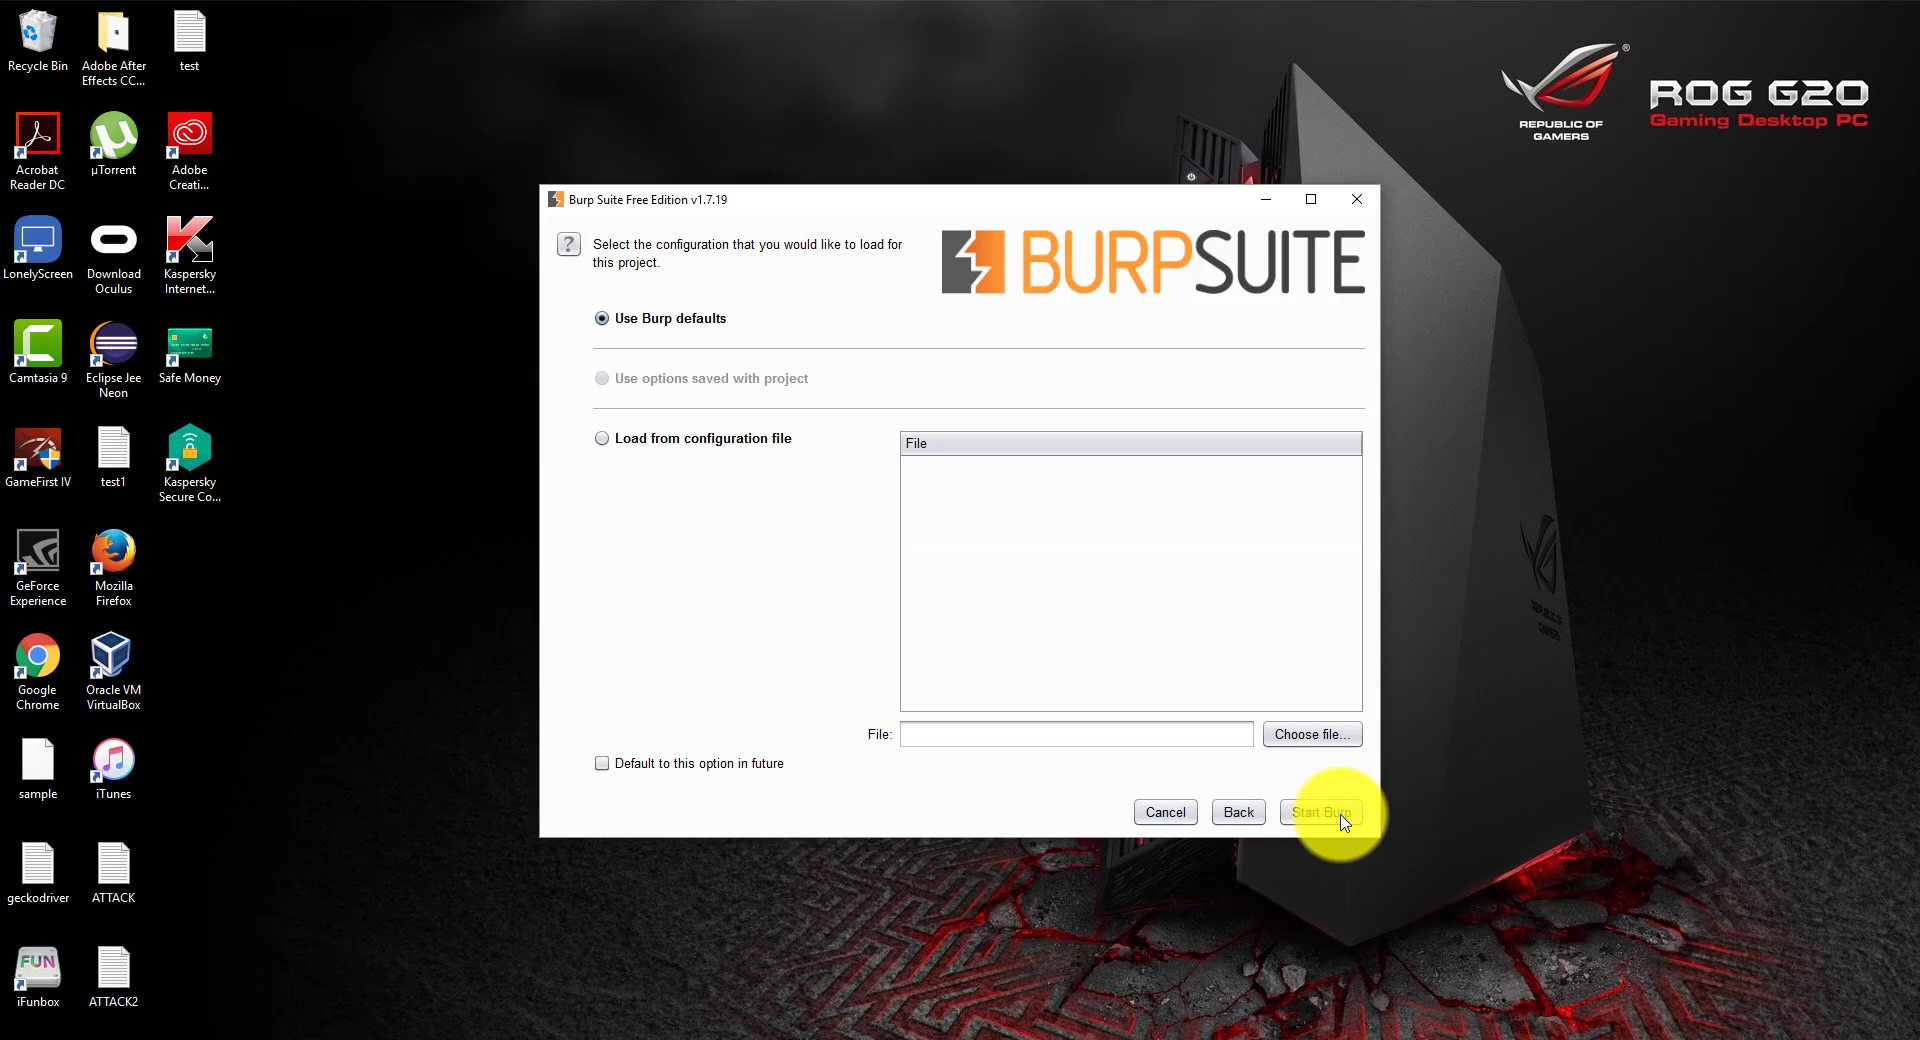 Recycle Bin
Adobe After
Effects CC...
test
Acrobat
Reader DC
µTorrent
Adobe
Creati...
LonelyScreen
Download
Oculus
Kaspersky
Internet...
Camtasia 9
Eclipse Jee
Neon
Safe Money
GameFirst IV
test1
Kaspersky
Secure Co...
GeForce
Experience
Mozilla
Firefox
Google
Chrome
Oracle VM
VirtualBox
sample
iTunes
geckodriver
ATTACK
FUN
iFunbox
ATTACK2
REPUBLIC OF
GAMERS
ROG G20
Gaming Desktop PC
Burp Suite Free Edition v1.7.19
?
Select the configuration that you would like to load for
this project.
BURPSUITE
Use Burp defaults
Use options saved with project
Load from configuration file
File
File:
Choose file...
Default to this option in future
Cancel
Back
Start Burp
REPUBLIC OF
GAMERS